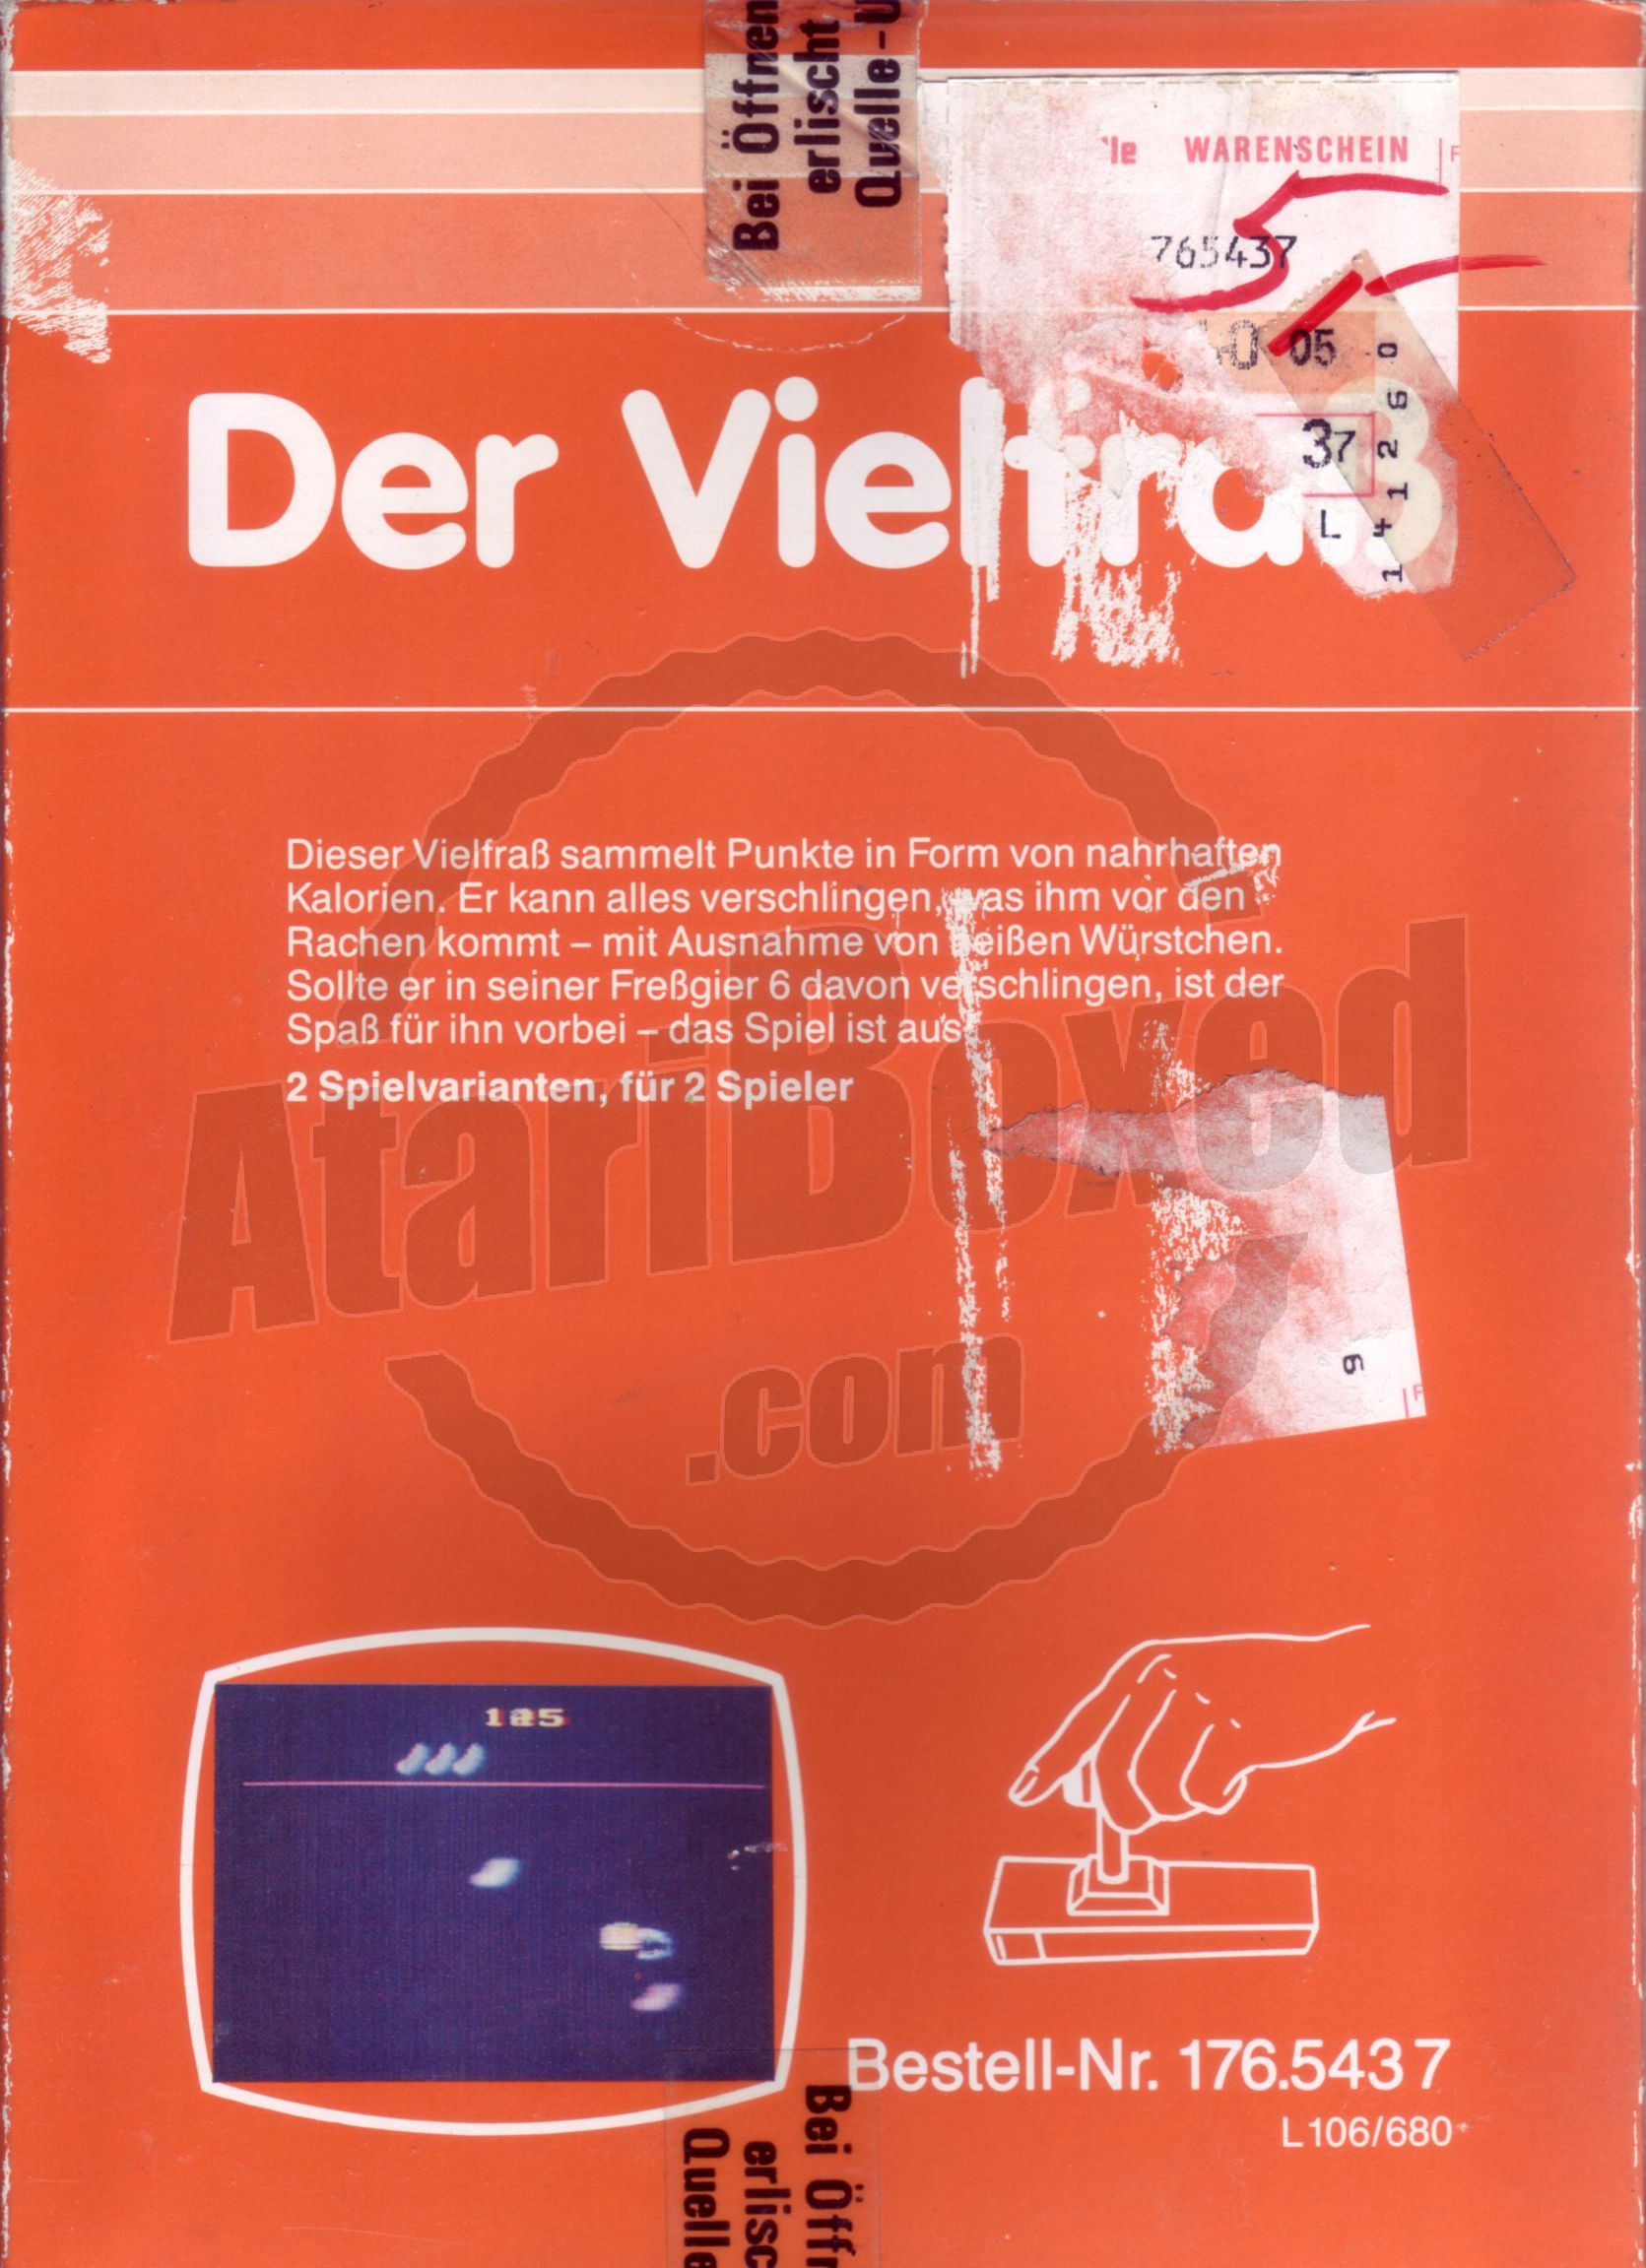 Bei Öffnen
erlischt
Quelle-U
WARENSCHEIN
765437
05
37
L
141260
Der Vielfraß
Dieser Vielfraß sammelt Punkte in Form von nahrhaften
Kalorien. Er kann alles verschlingen, was ihm vor den
Rachen kommt – mit Ausnahme von heißen Würstchen.
Sollte er in seiner Freßgier 6 davon verschlingen, ist der
Spaß für ihn vorbei – das Spiel ist aus
2 Spielvarianten, für 2 Spieler
AtariBoxed
.com
9
F
Bestell-Nr. 176.5437
L 106/680
Bei Öff
erlisc
Quelle